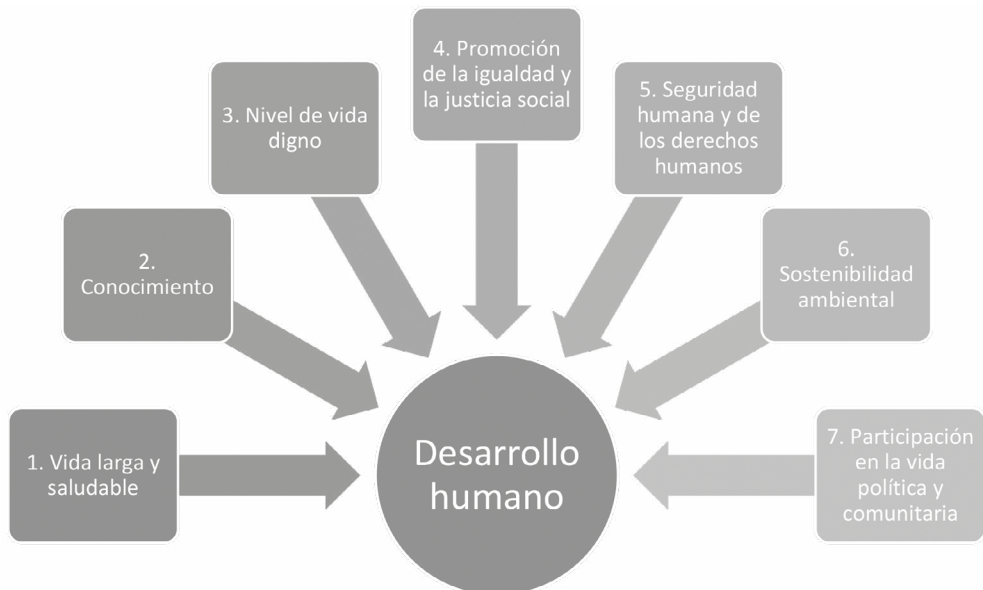 1. Vida larga y
saludable
2.
Conocimiento
3. Nivel de vida
digno
4. Promoción
de la igualdad y
la justicia social
5. Seguridad
humana y de
los derechos
humanos
6.
Sostenibilidad
ambiental
7. Participación
en la vida
política y
comunitaria
Desarrollo
humano